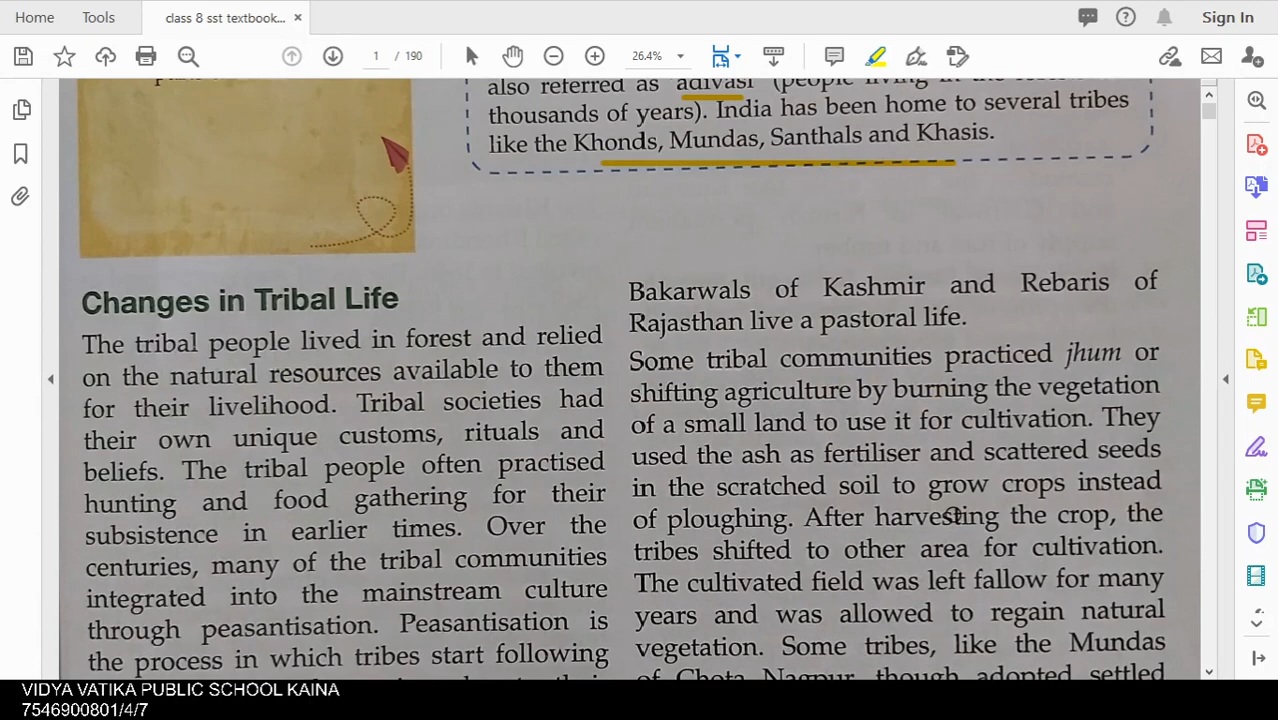 Home
Tools
class 8 sst textbook...
Sign In
1 / 190
26.4%
also referred as adivasi (people living in the
thousands of years). India has been home to several tribes
like the Khonds, Mundas, Santhals and Khasis.
Changes in Tribal Life
The tribal people lived in forest and relied
on the natural resources available to them
for their livelihood. Tribal societies had
their own unique customs, rituals and
beliefs. The tribal people often practised
hunting and food gathering for their
subsistence in earlier times. Over the
centuries, many of the tribal communities
integrated into the mainstream culture
through peasantisation. Peasantisation is
the process in which tribes start following
Bakarwals of Kashmir and Rebaris of
Rajasthan live a pastoral life.
Some tribal communities practiced jhum or
shifting agriculture by burning the vegetation
of a small land to use it for cultivation. They
used the ash as fertiliser and scattered seeds
in the scratched soil to grow crops instead
of ploughing. After harvesting the crop, the
tribes shifted to other area for cultivation.
The cultivated field was left fallow for many
years and was allowed to regain natural
vegetation. Some tribes, like the Mundas
of Chota Nagpur, though adopted settled
VIDYA VATIKA PUBLIC SCHOOL KAINA
7546900801/4/7